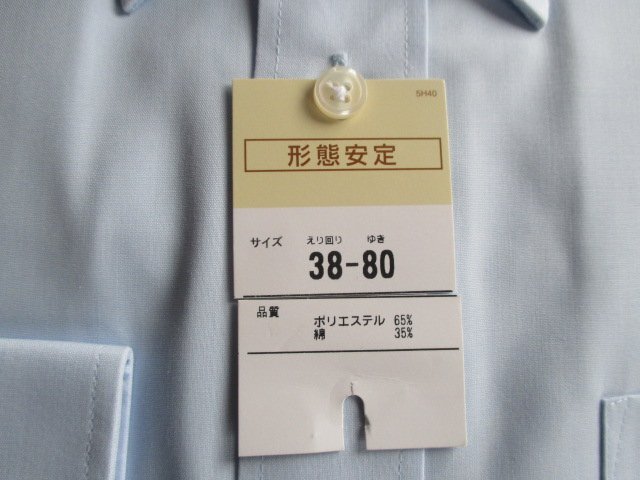 5H40
形態安定
サイズ えり回り ゆき
38-80
品質
ポリエステル 65%
綿 35%